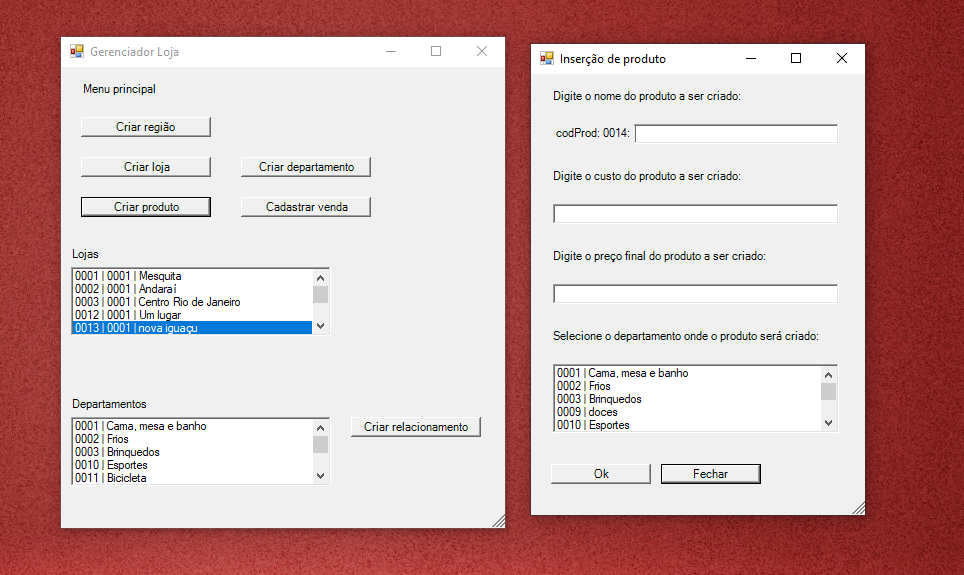 Gerenciador Loja
Menu principal
Criar região
Criar loja
Criar departamento
Criar produto
Cadastrar venda
Lojas
0001 | 0001 | Mesquita
0002 | 0001 | Andaraí
0003 | 0001 | Centro Rio de Janeiro
0012 | 0001 | Um lugar
0013 | 0001 | nova iguaçu
Departamentos
0001 | Cama, mesa e banho
0002 | Frios
0003 | Brinquedos
0010 | Esportes
0011 | Bicicleta
Criar relacionamento
Inserção de produto
Digite o nome do produto a ser criado:
codProd: 0014:
Digite o custo do produto a ser criado:
Digite o preço final do produto a ser criado:
Selecione o departamento onde o produto será criado:
0001 | Cama, mesa e banho
0002 | Frios
0003 | Brinquedos
0009 | doces
0010 | Esportes
Ok
Fechar